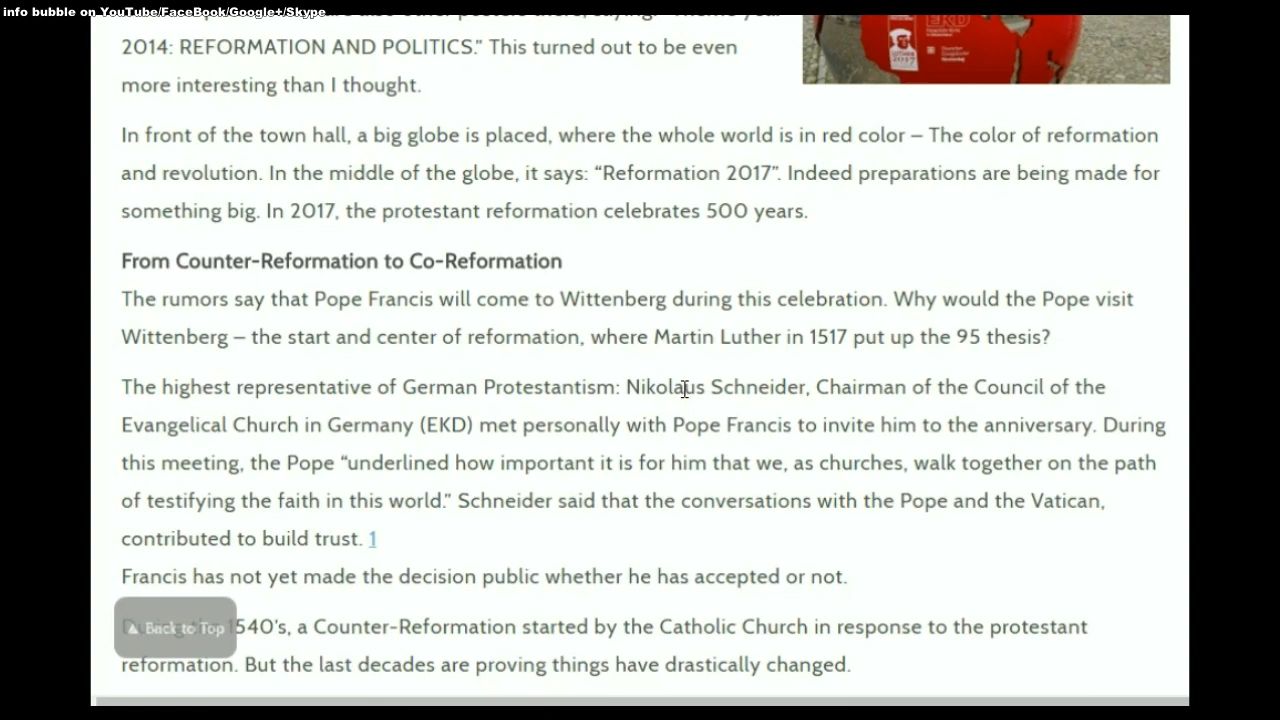 info bubble on YouTube/FaceBook/Google+/Skype
2014: REFORMATION AND POLITICS.” This turned out to be even
more interesting than I thought.
EKD
2017
In front of the town hall, a big globe is placed, where the whole world is in red color – The color of reformation
and revolution. In the middle of the globe, it says: “Reformation 2017”. Indeed preparations are being made for
something big. In 2017, the protestant reformation celebrates 500 years.
From Counter-Reformation to Co-Reformation
The rumors say that Pope Francis will come to Wittenberg during this celebration. Why would the Pope visit
Wittenberg – the start and center of reformation, where Martin Luther in 1517 put up the 95 thesis?
The highest representative of German Protestantism: Nikolaus Schneider, Chairman of the Council of the
Evangelical Church in Germany (EKD) met personally with Pope Francis to invite him to the anniversary. During
this meeting, the Pope “underlined how important it is for him that we, as churches, walk together on the path
of testifying the faith in this world.” Schneider said that the conversations with the Pope and the Vatican,
contributed to build trust. 1
Francis has not yet made the decision public whether he has accepted or not.
▲ Back to Top
1540’s, a Counter-Reformation started by the Catholic Church in response to the protestant
reformation. But the last decades are proving things have drastically changed.